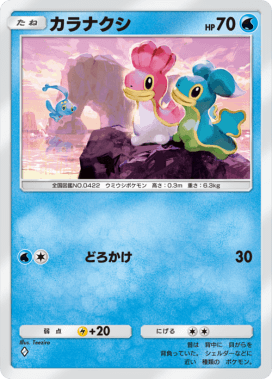 たね カラナクシ HP70
全国図鑑NO.0422 ウミウシポケモン 高さ:0.3m 重さ:6.3kg
どろかけ 30
弱点 +20 にげる
Illus. Teeziro
昔は 背中に 貝がらを
背負っていた。シェルダーなどに
近い 種類の ポケモン。